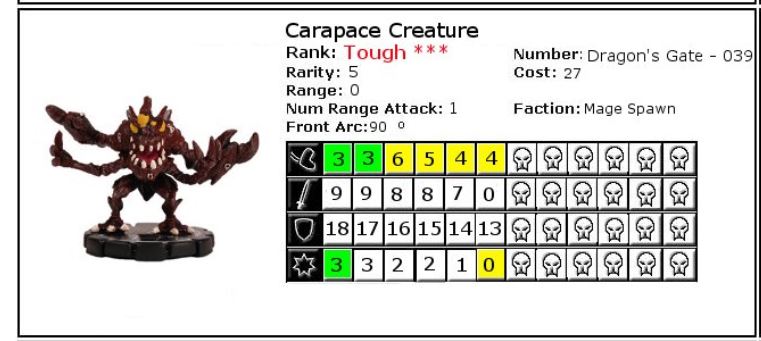 Carapace Creature
Rank: Tough ***
Number: Dragon's Gate - 039
Rarity: 5
Cost: 27
Range: 0
Num Range Attack: 1
Faction: Mage Spawn
Front Arc:90 º
3 3 6 5 4 4
9 9 8 8 7 0
18 17 16 15 14 13
3 3 2 2 1 0